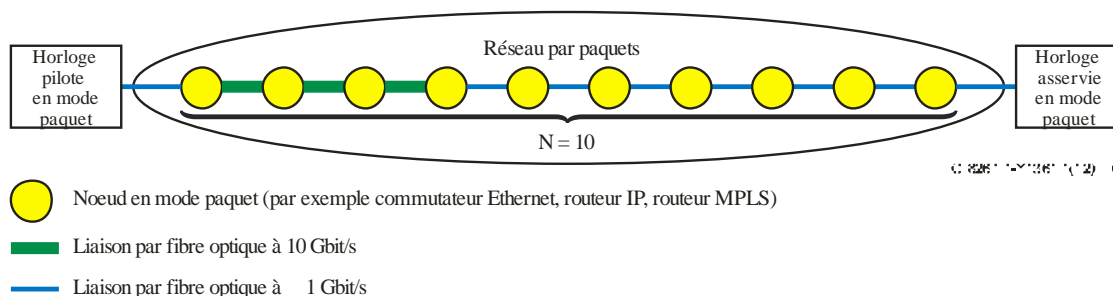 Réseau par paquets
Horloge
pilote
en mode
paquet
Horloge
asservie
en mode
paquet
N = 10
Noeud en mode paquet (par exemple commutateur Ethernet, routeur IP, routeur MPLS)
Liaison par fibre optique à 10 Gbit/s
Liaison par fibre optique à 1 Gbit/s